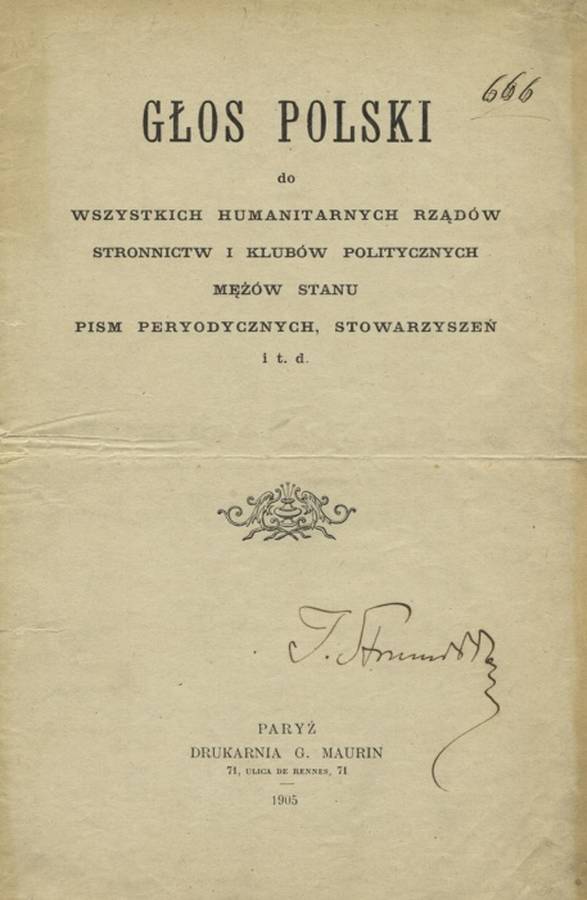 666
GŁOS POLSKI
do
WSZYSTKICH HUMANITARNYCH RZĄDÓW
STRONNICTW I KLUBÓW POLITYCZNYCH
MĘŻÓW STANU
PISM PERYODYCZNYCH, STOWARZYSZEŃ
i t. d.
PARYŻ
DRUKARNIA G. MAURIN
71, ULICA DE RENNES, 71
1905